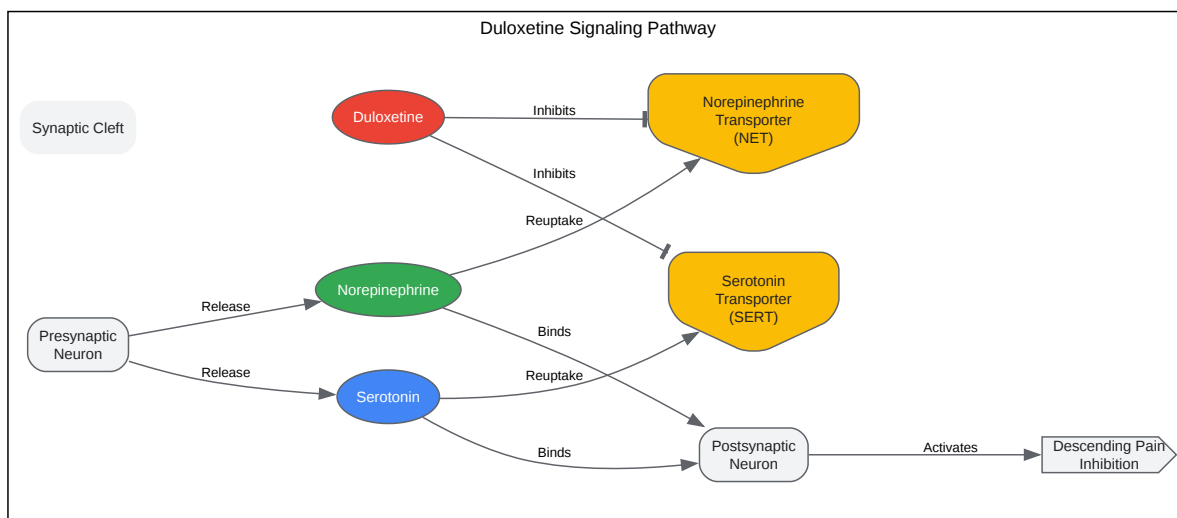 Duloxetine Signaling Pathway
Synaptic Cleft
Duloxetine
Inhibits
Norepinephrine
Transporter
(NET)
Inhibits
Reuptake
Norepinephrine
Serotonin
Transporter
(SERT)
Release
Presynaptic
Neuron
Binds
Release
Reuptake
Serotonin
Binds
Postsynaptic
Neuron
Activates
Descending Pain
Inhibition